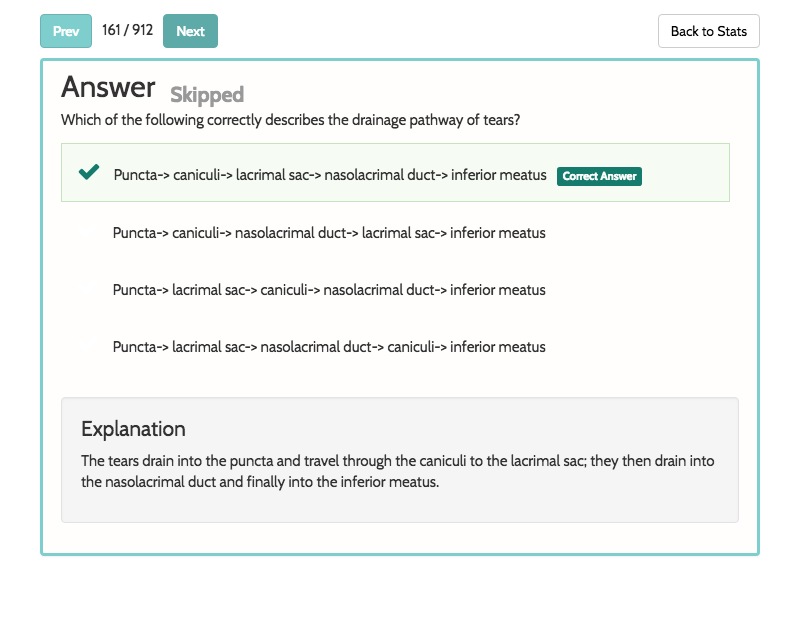 Prev 161 / 912 Next Back to Stats
Answer Skipped
Which of the following correctly describes the drainage pathway of tears?
Puncta-> caniculi-> lacrimal sac-> nasolacrimal duct-> inferior meatus Correct Answer
Puncta-> caniculi-> nasolacrimal duct-> lacrimal sac-> inferior meatus
Puncta-> lacrimal sac-> caniculi-> nasolacrimal duct-> inferior meatus
Puncta-> lacrimal sac-> nasolacrimal duct-> caniculi-> inferior meatus
Explanation
The tears drain into the puncta and travel through the caniculi to the lacrimal sac; they then drain into
the nasolacrimal duct and finally into the inferior meatus.